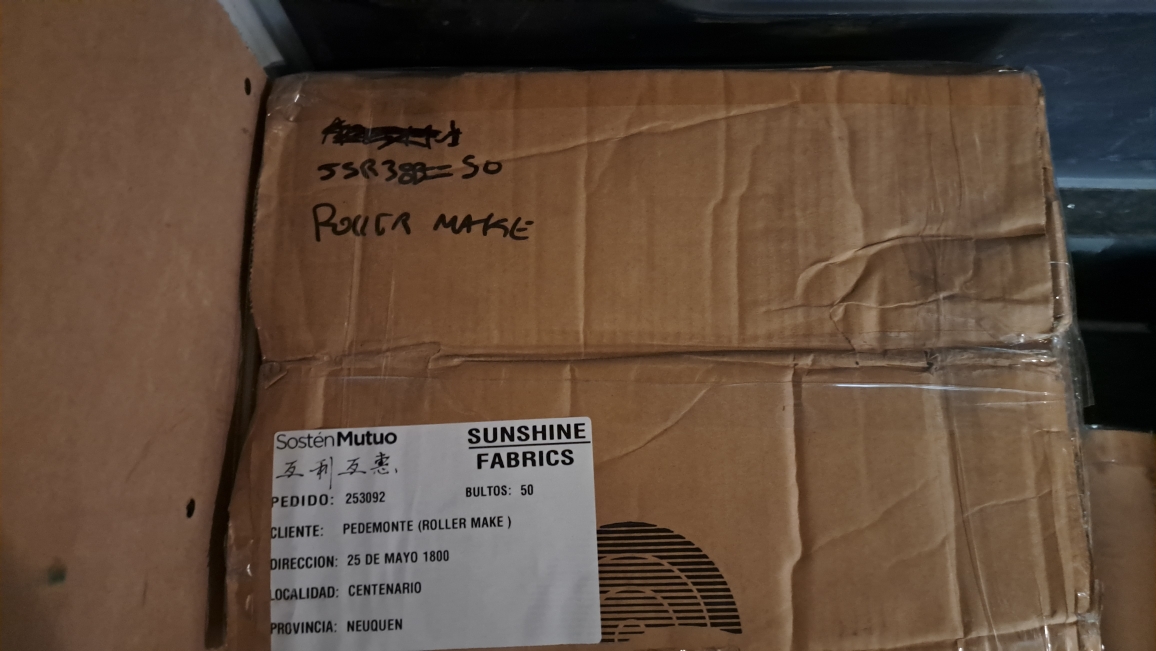 = 50
ROLLER MAKE
SosténMutuo
互利互惠.
SUNSHINE
FABRICS
PEDIDO: 253092
BULTOS: 50
CLIENTE: PEDEMONTE (ROLLER MAKE )
DIRECCION: 25 DE MAYO 1800
LOCALIDAD: CENTENARIO
PROVINCIA: NEUQUEN